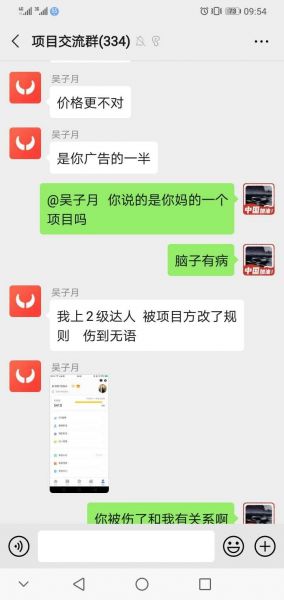 09:54
项目交流群(334)
吴子月
价格更不对
吴子月
是你广告的一半
@吴子月 你说的是你妈的一个
项目吗
中国加油!
脑子有病
中国加油!
吴子月
我上2级达人 被项目方改了规
则 伤到无语
吴子月
你被伤了和我有关系啊